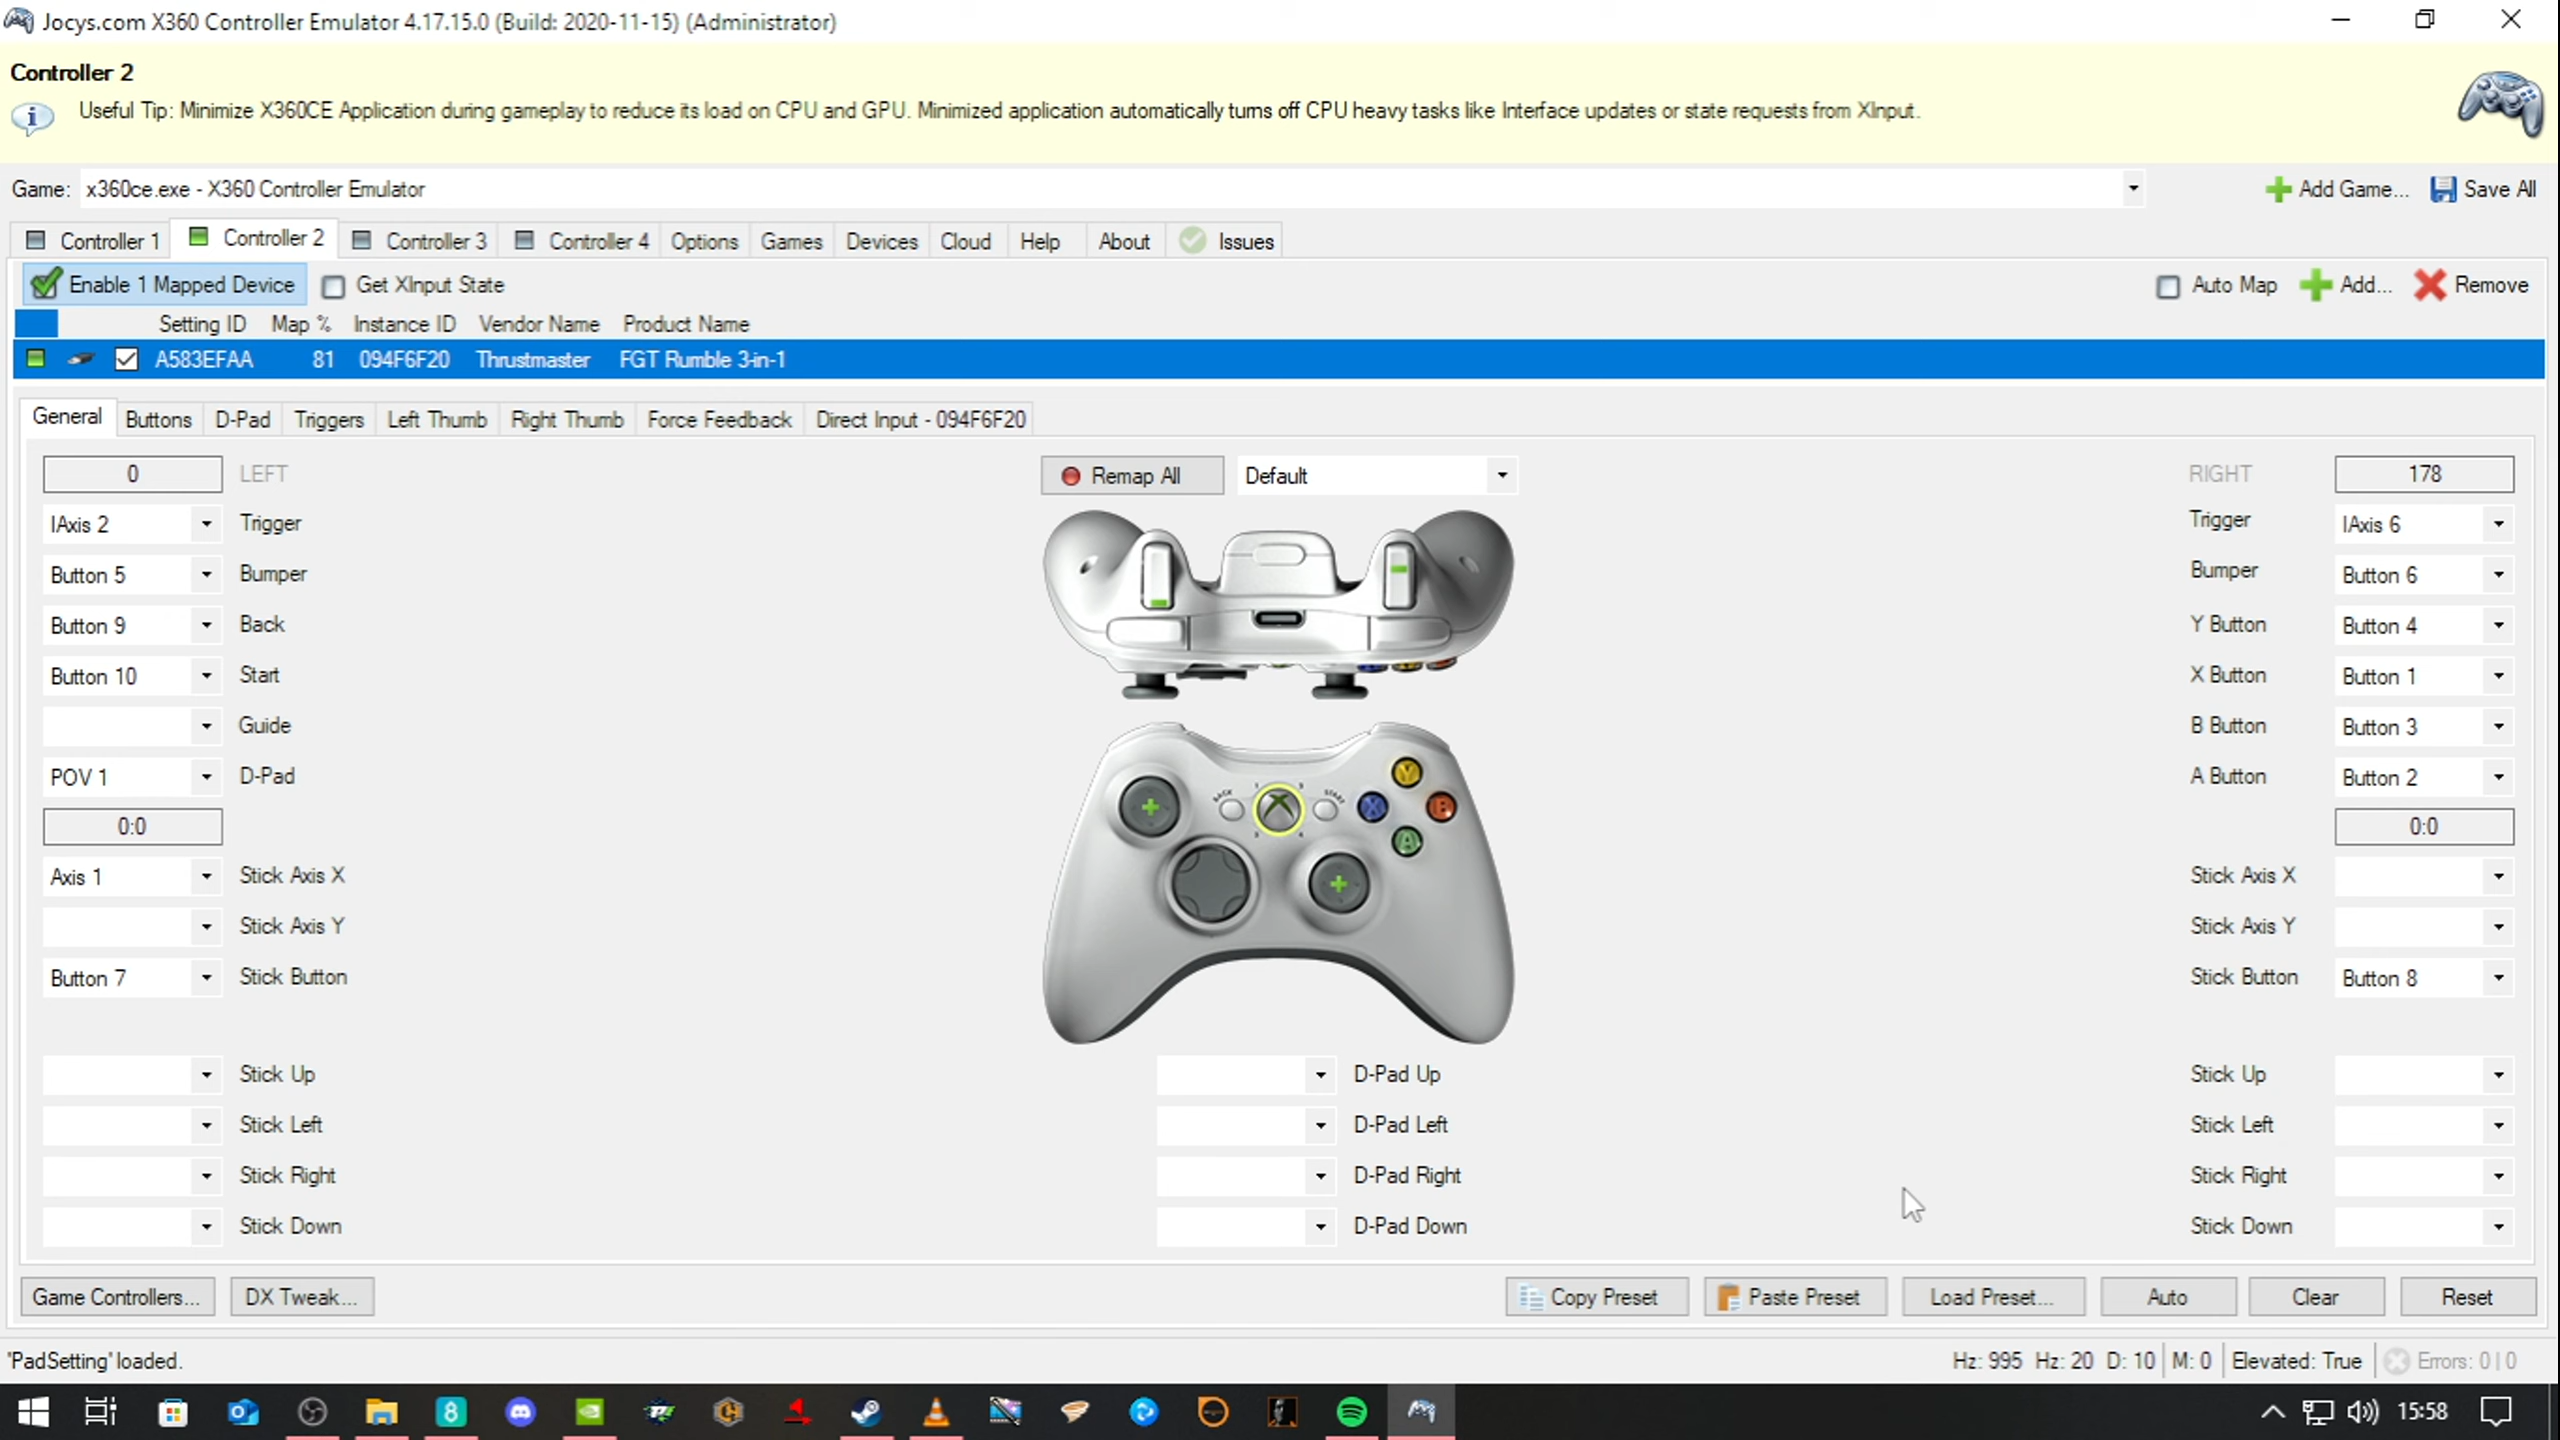 Jocys.com X360 Controller Emulator 4.17.15.0 (Build: 2020-11-15) (Administrator)
Controller 2
Useful Tip: Minimize X360CE Application during gameplay to reduce its load on CPU and GPU. Minimized application automatically turns off CPU heavy tasks like Interface updates or state requests from XInput.
Game: x360ce.exe - X360 Controller Emulator Add Game... Save All
Controller 1 Controller 2 Controller 3 Controller 4 Options Games Devices Cloud Help About Issues
Enable 1 Mapped Device Get XInput State Auto Map Add... Remove
Setting ID Map % Instance ID Vendor Name Product Name
A583EFAA 81 094F6F20 Thrustmaster FGT Rumble 3-in-1
General Buttons D-Pad Triggers Left Thumb Right Thumb Force Feedback Direct Input - 094F6F20
0 LEFT Remap All Default RIGHT 178
IAxis 2 Trigger Trigger IAxis 6
Button 5 Bumper Bumper Button 6
Button 9 Back Y Button Button 4
Button 10 Start X Button Button 1
Guide B Button Button 3
POV 1 D-Pad A Button Button 2
BACK START
Y
X B
A
0:0 0:0
Axis 1 Stick Axis X Stick Axis X
Stick Axis Y Stick Axis Y
Button 7 Stick Button Stick Button Button 8
Stick Up D-Pad Up Stick Up
Stick Left D-Pad Left Stick Left
Stick Right D-Pad Right Stick Right
Stick Down D-Pad Down Stick Down
Game Controllers... DX Tweak... Copy Preset Paste Preset Load Preset... Auto Clear Reset
'PadSetting' loaded. Hz: 995 Hz: 20 D: 10 M: 0 Elevated: True Errors: 0 | 0
8 15:58